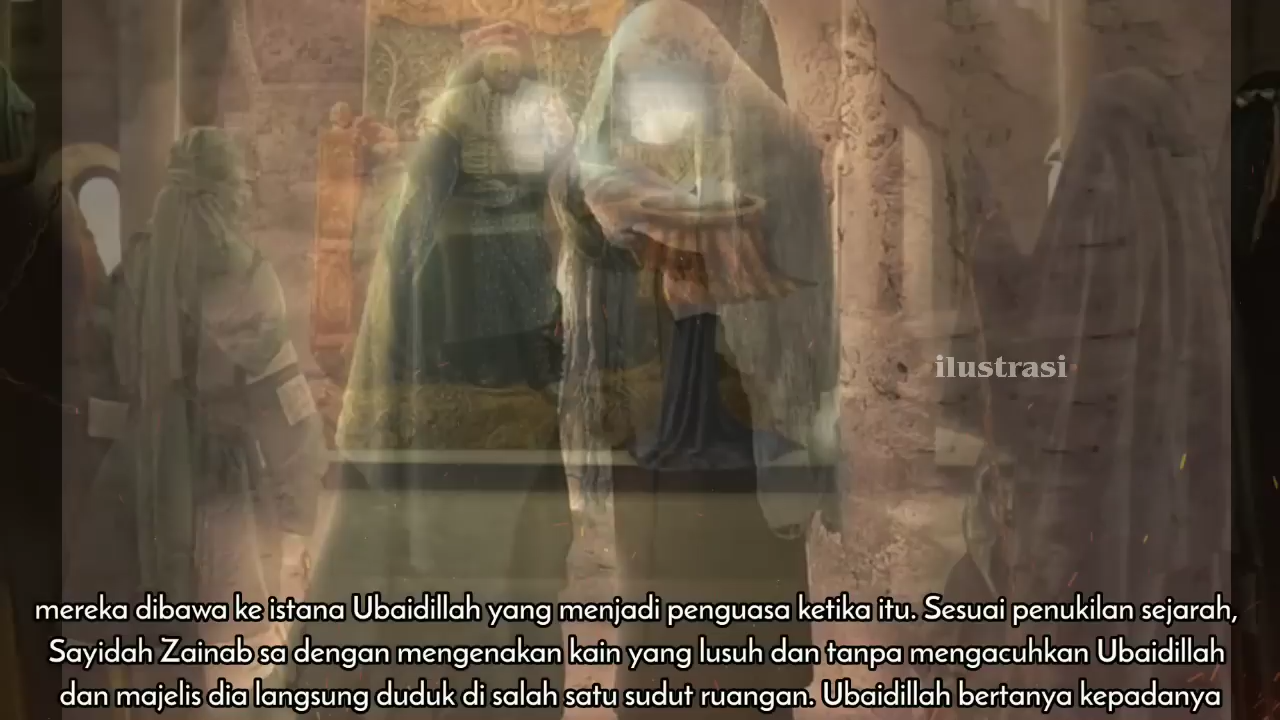 ilustrasi
mereka dibawa ke istana Ubaidillah yang menjadi penguasa ketika itu. Sesuai penukilan sejarah,
Sayidah Zainab sa dengan mengenakan kain yang lusuh dan tanpa mengacuhkan Ubaidillah
dan majelis dia langsung duduk di salah satu sudut ruangan. Ubaidillah bertanya kepadanya